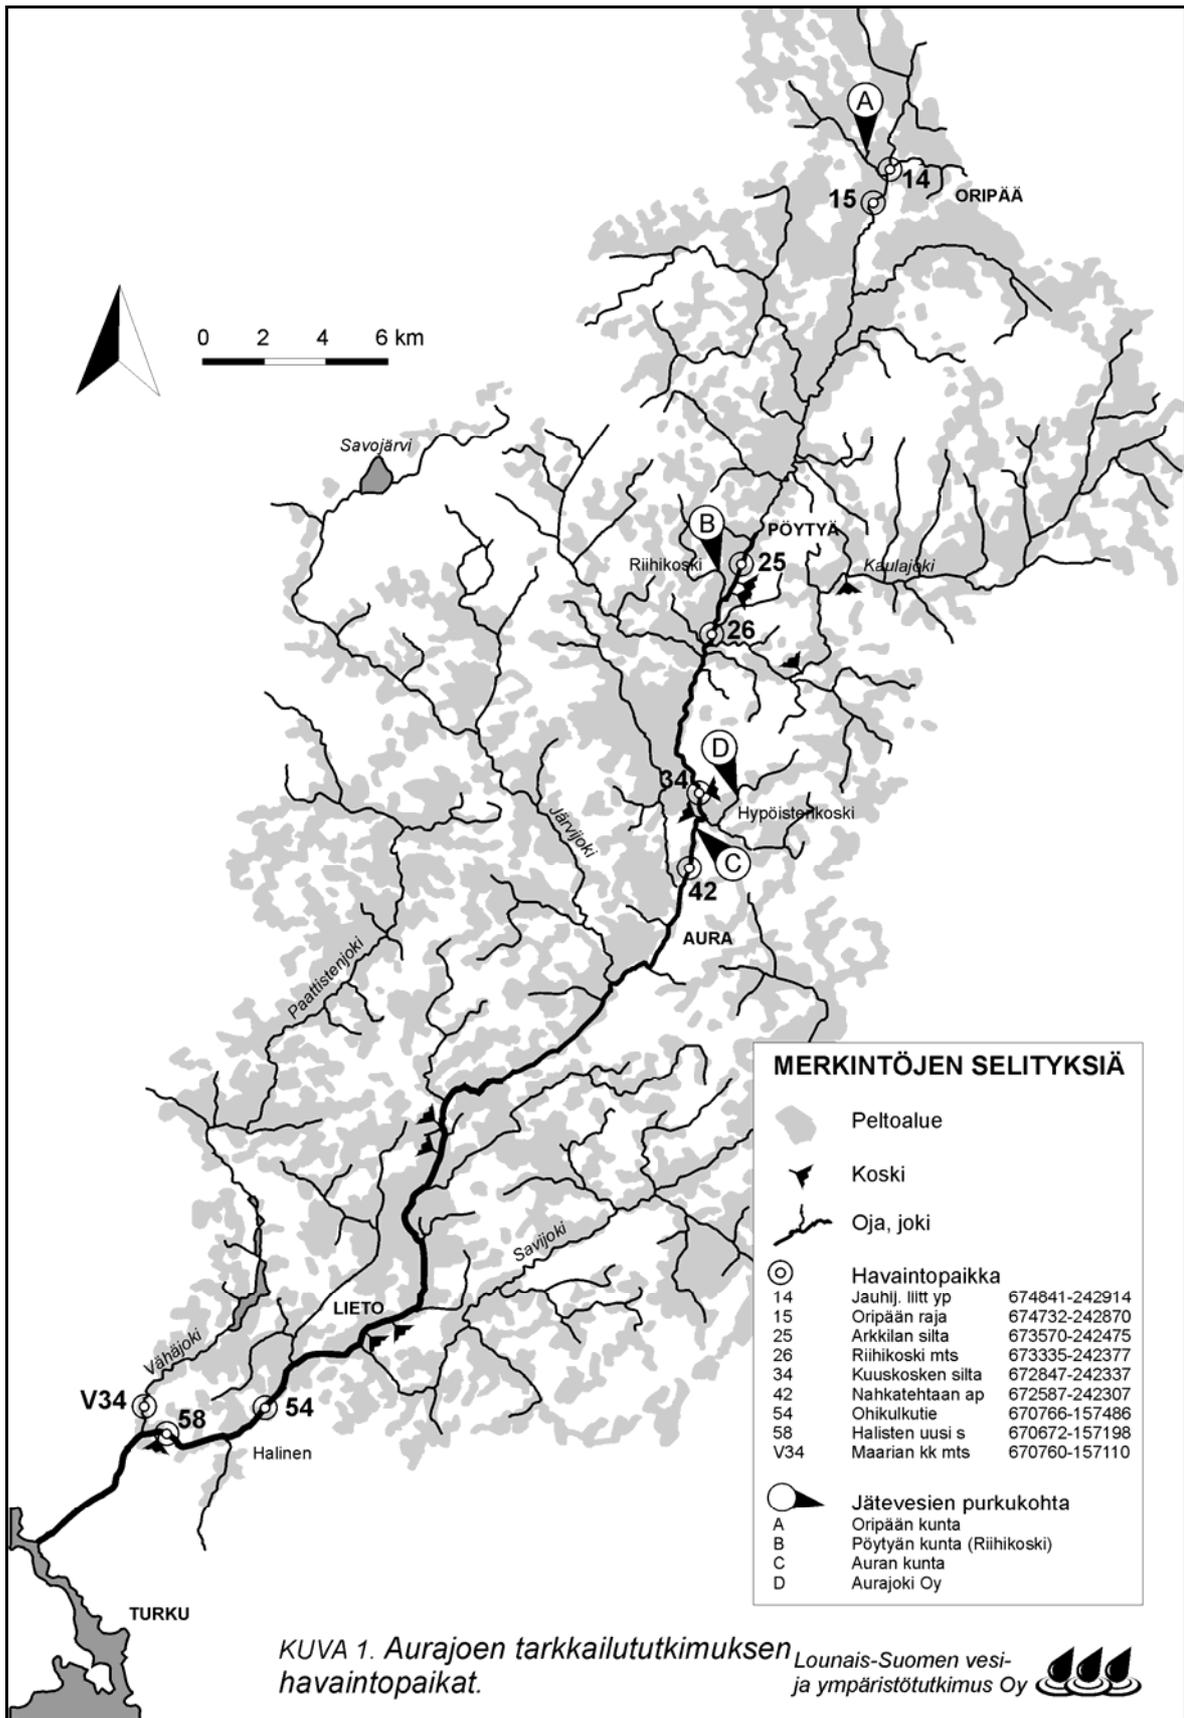 A
14
15
ORIPÄÄ
0 2 4 6 km
Savojärvi
B
PÖYTYÄ
Riihikoski
25
Kaulajoki
26
D
34
Hypöistenkoski
Järvijoki
C
42
AURA
Paattistenjoki
Savijoki
LIETO
Vähäjoki
V34
58
54
Halinen
TURKU
MERKINTÖJEN SELITYKSIÄ
Peltoalue
Koski
Oja, joki
Havaintopaikka
14 Jauhij. liitt yp 674841-242914
15 Oripään raja 674732-242870
25 Arkkilan silta 673570-242475
26 Riihikoski mts 673335-242377
34 Kuuskosken silta 672847-242337
42 Nahkatehtaan ap 672587-242307
54 Ohikulkutie 670766-157486
58 Halisten uusi s 670672-157198
V34 Maarian kk mts 670760-157110
Jätevesien purkukohta
A Oripään kunta
B Pöytyän kunta (Riihikoski)
C Auran kunta
D Aurajoki Oy
KUVA 1. Aurajoen tarkkailututkimuksen
havaintopaikat.
Lounais-Suomen vesi-
ja ympäristötutkimus Oy